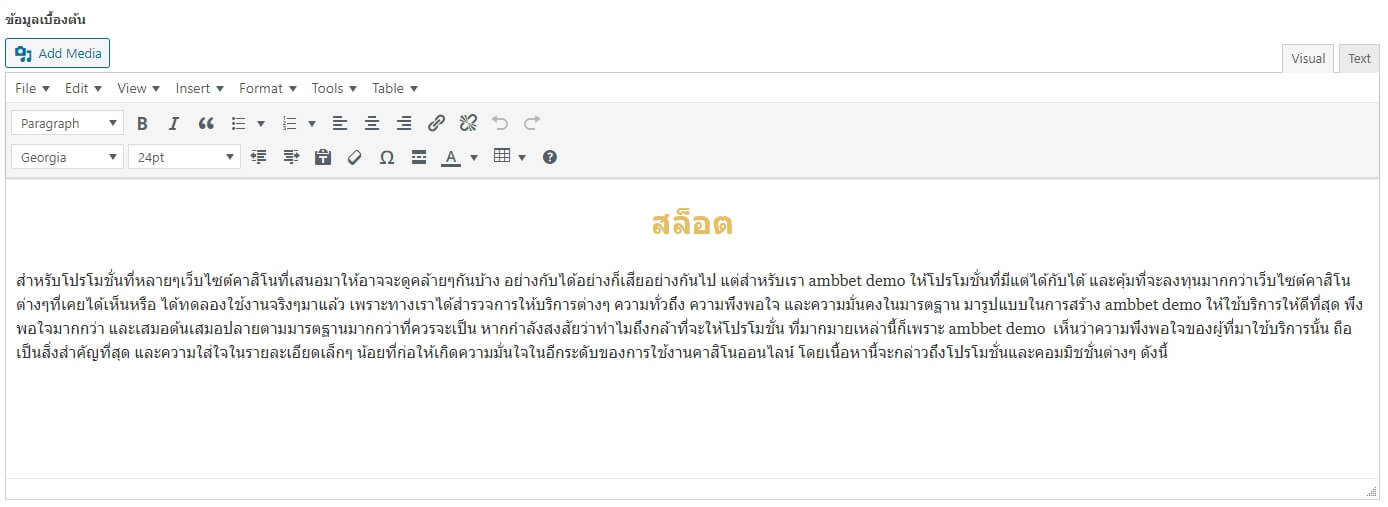 ข้อมูลเบื้องต้น
Add Media
Visual Text
File Edit View Insert Format Tools Table
Paragraph
Georgia 24pt
สล็อต
สำหรับโปรโมชั่นที่หลายๆเว็บไซต์คาสิโนที่เสนอมาให้อาจจะดูคล้ายๆกันบ้าง อย่างกับได้อย่างก็เสียอย่างกันไป แต่สำหรับเรา ambbet demo ให้โปรโมชั่นที่มีแต่ได้กับได้ และคุ้มที่จะลงทุนมากกว่าเว็บไซต์คาสิโน
ต่างๆที่เคยได้เห็นหรือ ได้ทดลองใช้งานจริงๆมาแล้ว เพราะทางเราได้สำรวจการให้บริการต่างๆ ความทั่วถึง ความพึงพอใจ และความมั่นคงในมารตฐาน มารูปแบบในการสร้าง ambbet demo ให้ใช้บริการให้ดีที่สุด พึง
พอใจมากกว่า และเสมอต้นเสมอปลายตามมารตฐานมากกว่าที่ควรจะเป็น หากกำลังสงสัยว่าทำไมถึงกล้าที่จะให้โปรโมชั่น ที่มากมายเหล่านี้ก็เพราะ ambbet demo เห็นว่าความพึงพอใจของผู้ที่มาใช้บริการนั้น ถือ
เป็นสิ่งสำคัญที่สุด และความใส่ใจในรายละเอียดเล็กๆ น้อยที่ก่อให้เกิดความมั่นใจในอีกระดับของการใช้งานคาสิโนออนไลน์ โดยเนื้อหานี้จะกล่าวถึงโปรโมชั่นและคอมมิชชั่นต่างๆ ดังนี้